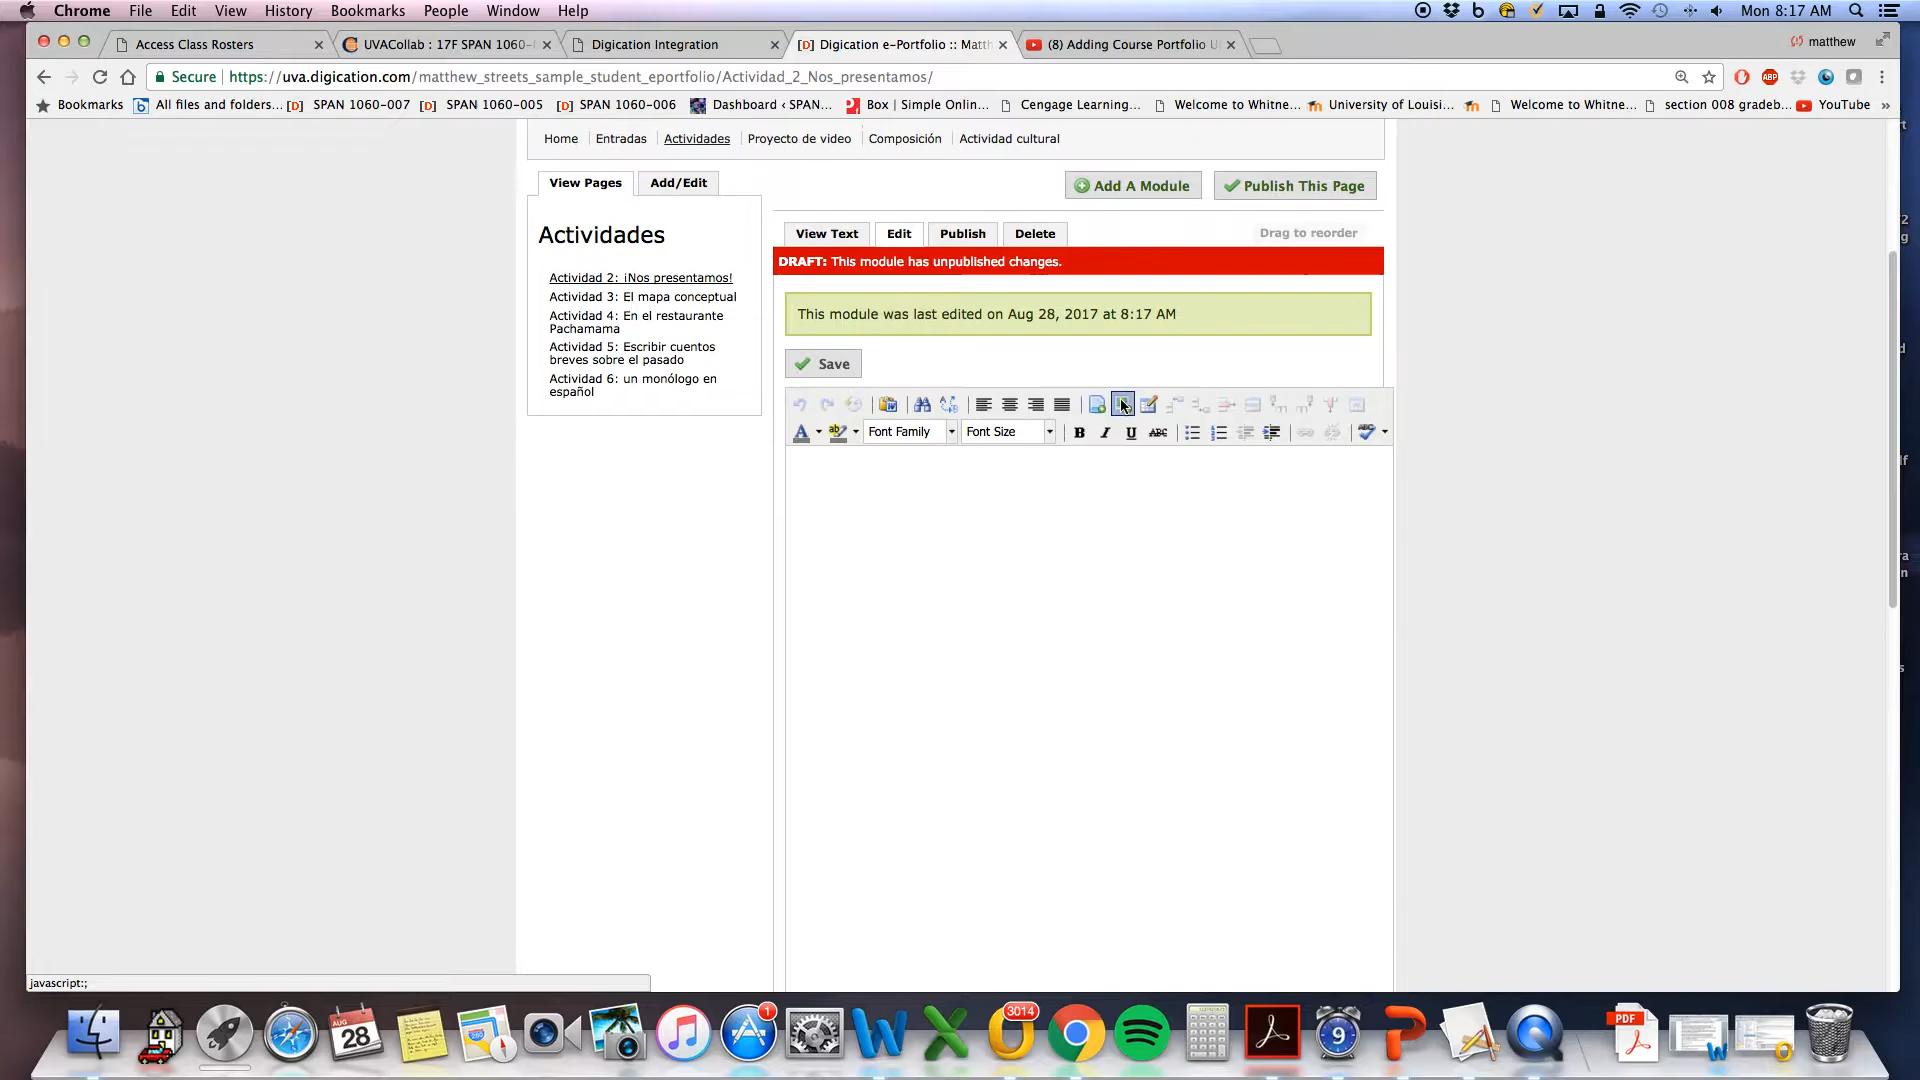 Chrome File Edit View History Bookmarks People Window Help Mon 8:17 AM
Access Class Rosters UVACollab : 17F SPAN 1060- Digication Integration [D] Digication e-Portfolio :: Matth (8) Adding Course Portfolio U matthew
Secure https://uva.digication.com/matthew_streets_sample_student_eportfolio/Actividad_2_Nos_presentamos/ ABP
Bookmarks All files and folders... [D] SPAN 1060-007 [D] SPAN 1060-005 [D] SPAN 1060-006 Dashboard ‹ SPAN... Box | Simple Onlin... Cengage Learning... Welcome to Whitne... University of Louisi... Welcome to Whitne... section 008 gradeb... YouTube »
Home Entradas Actividades Proyecto de video Composición Actividad cultural
View Pages Add/Edit Add A Module Publish This Page
Actividades
Actividad 2: ¡Nos presentamos!
Actividad 3: El mapa conceptual
Actividad 4: En el restaurante
Pachamama
Actividad 5: Escribir cuentos
breves sobre el pasado
Actividad 6: un monólogo en
español
View Text Edit Publish Delete Drag to reorder
DRAFT: This module has unpublished changes.
This module was last edited on Aug 28, 2017 at 8:17 AM
Save
A ab Font Family Font Size B I U ABC ABC
javascript:;
AUG
28
1
3014
9
PDF